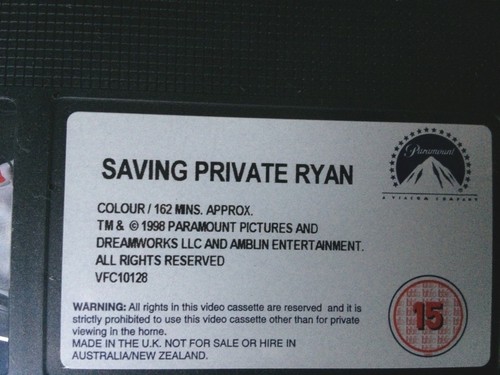 Paramount
A VIACOM COMPANY
SAVING PRIVATE RYAN
COLOUR / 162 MINS. APPROX.
TM & © 1998 PARAMOUNT PICTURES AND
DREAMWORKS LLC AND AMBLIN ENTERTAINMENT.
ALL RIGHTS RESERVED
VFC10128
WARNING: All rights in this video cassette are reserved and it is
strictly prohibited to use this video cassette other than for private
viewing in the home.
MADE IN THE U.K. NOT FOR SALE OR HIRE IN
AUSTRALIA/NEW ZEALAND.
15